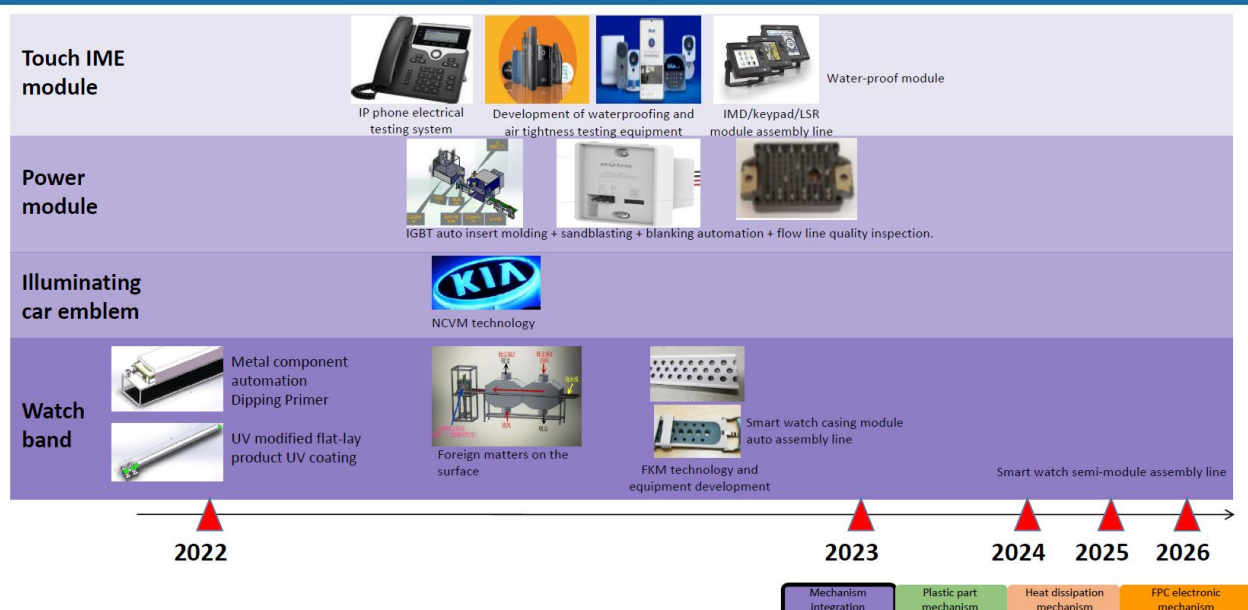 Touch IME
module
IP phone electrical
testing system
Development of waterproofing and
air tightness testing equipment
IMD/keypad/LSR
module assembly line
Water-proof module
Power
module
aübo
IGBT auto insert molding + sandblasting + blanking automation + flow line quality inspection.
Illuminating
car emblem
KIA
NCVM technology
Watch
band
Metal component
automation
Dipping Primer
UV modified flat-lay
product UV coating
Foreign matters on the
surface
Smart watch casing module
auto assembly line
FKM technology and
equipment development
Smart watch semi-module assembly line
2022
2023
2024
2025
2026
Mechanism
integration
Plastic part
mechanism
Heat dissipation
mechanism
FPC electronic
mechanism